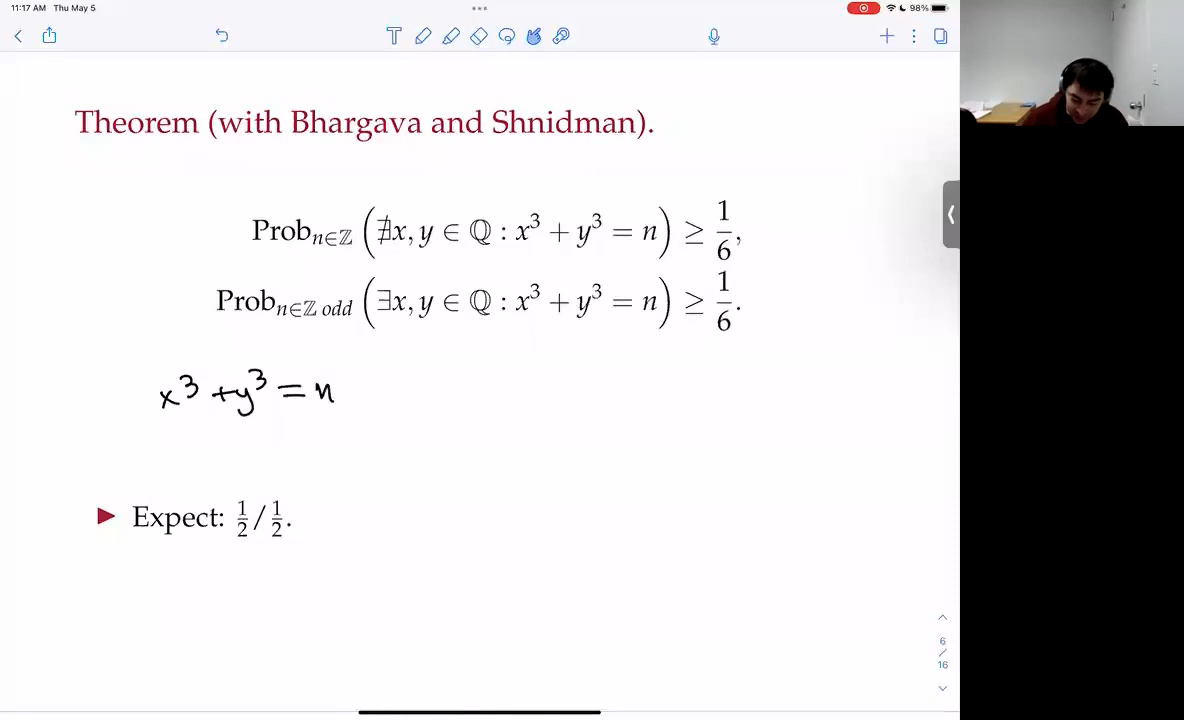 11:17 AM Thu May 5
98%
Theorem (with Bhargava and Shnidman).
Prob_{n∈ℤ} (∄x, y ∈ ℚ : x³ + y³ = n) ≥ 1/6,
Prob_{n∈ℤ odd} (∃x, y ∈ ℚ : x³ + y³ = n) ≥ 1/6.
x³ + y³ = n
▶ Expect: 1/2 / 1/2.
6
/
16